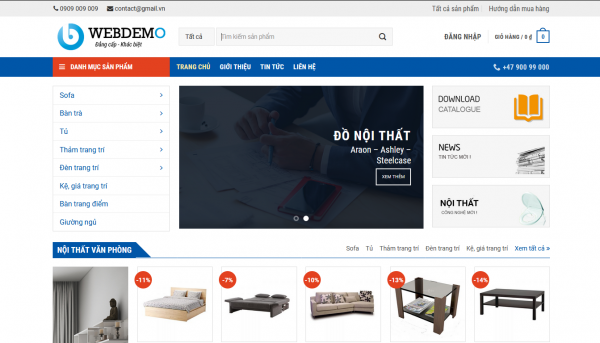 0909 009 009 contact@gmail.vn Tất cả sản phẩm Hướng dẫn mua hàng
WEBDEMO
Đẳng cấp - Khác biệt
Tất cả Tìm kiếm sản phẩm ĐĂNG NHẬP GIỎ HÀNG / 0 ₫ 0
DANH MỤC SẢN PHẨM TRANG CHỦ GIỚI THIỆU TIN TỨC LIÊN HỆ +47 900 99 000
Sofa
Bàn trà
Tủ
Thảm trang trí
Đèn trang trí
Kệ, giá trang trí
Bàn trang điểm
Giường ngủ
ĐỒ NỘI THẤT
Araon – Ashley –
Steelcase
XEM THÊM
DOWNLOAD
CATALOGUE
NEWS
TIN TỨC MỚI !
NỘI THẤT
CÔNG NGHỆ MỚI !
NỘI THẤT VĂN PHÒNG Sofa Tủ Thảm trang trí Đèn trang trí Kệ, giá trang trí Xem tất cả »
-11% -7% -10% -13% -14%